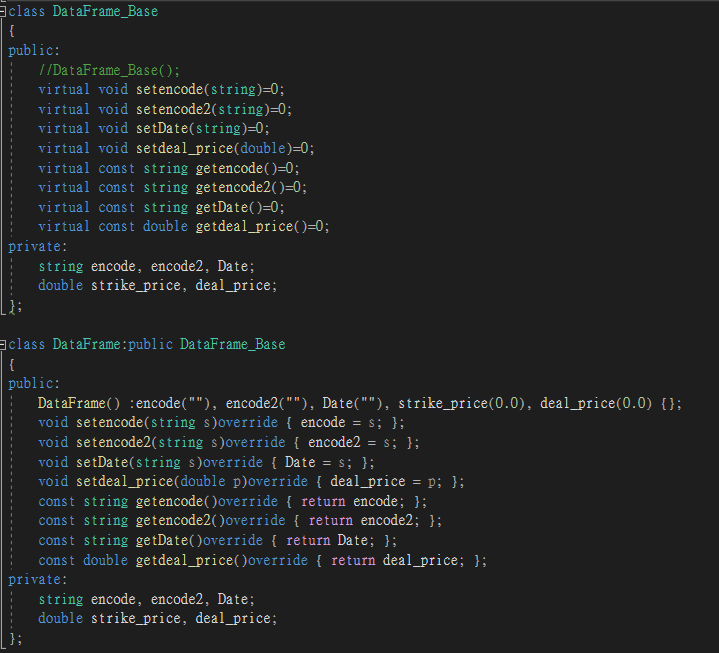 class DataFrame_Base
{
public:
//DataFrame_Base();
virtual void setencode(string)=0;
virtual void setencode2(string)=0;
virtual void setDate(string)=0;
virtual void setdeal_price(double)=0;
virtual const string getencode()=0;
virtual const string getencode2()=0;
virtual const string getDate()=0;
virtual const double getdeal_price()=0;
private:
string encode, encode2, Date;
double strike_price, deal_price;
};
class DataFrame:public DataFrame_Base
{
public:
DataFrame() :encode(""), encode2(""), Date(""), strike_price(0.0), deal_price(0.0) {};
void setencode(string s)override { encode = s; };
void setencode2(string s)override { encode2 = s; };
void setDate(string s)override { Date = s; };
void setdeal_price(double p)override { deal_price = p; };
const string getencode()override { return encode; };
const string getencode2()override { return encode2; };
const string getDate()override { return Date; };
const double getdeal_price()override { return deal_price; };
private:
string encode, encode2, Date;
double strike_price, deal_price;
};